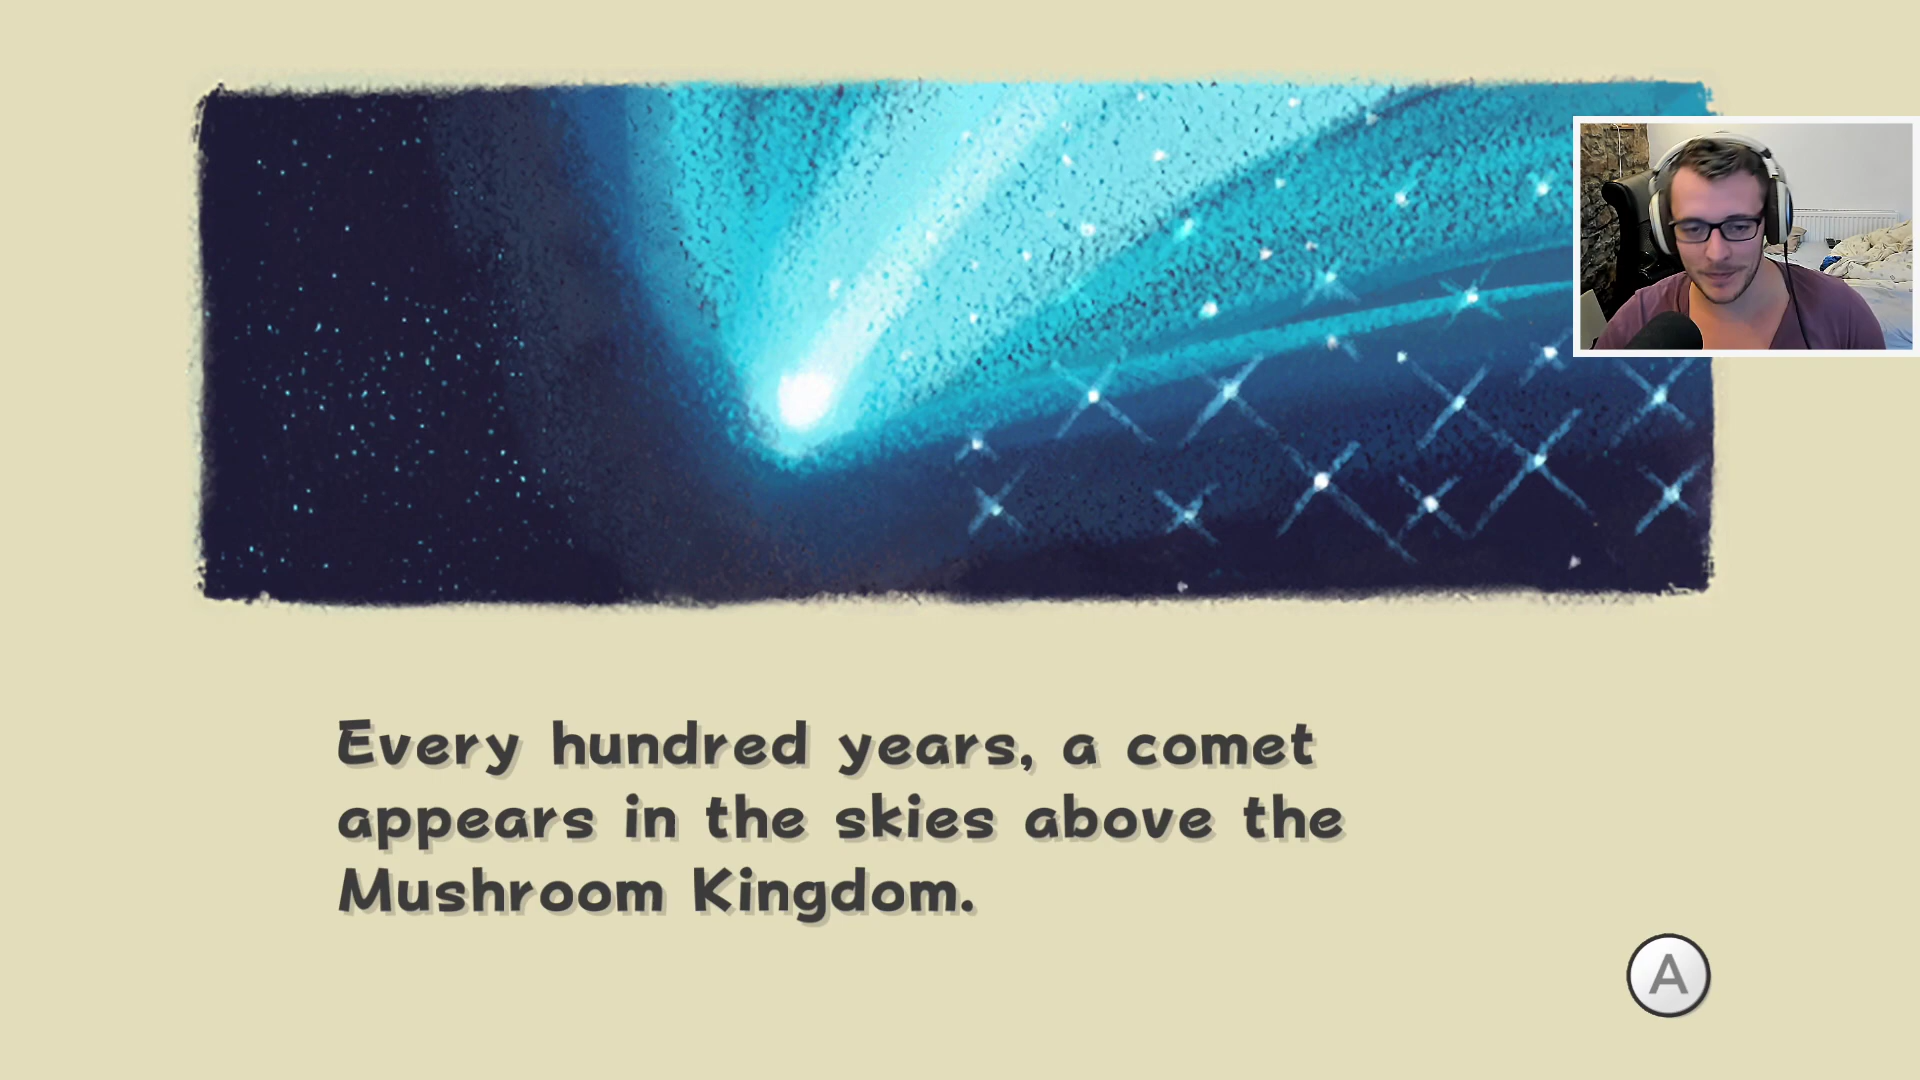 Every hundred years, a comet
appears in the skies above the
Mushroom Kingdom.
A